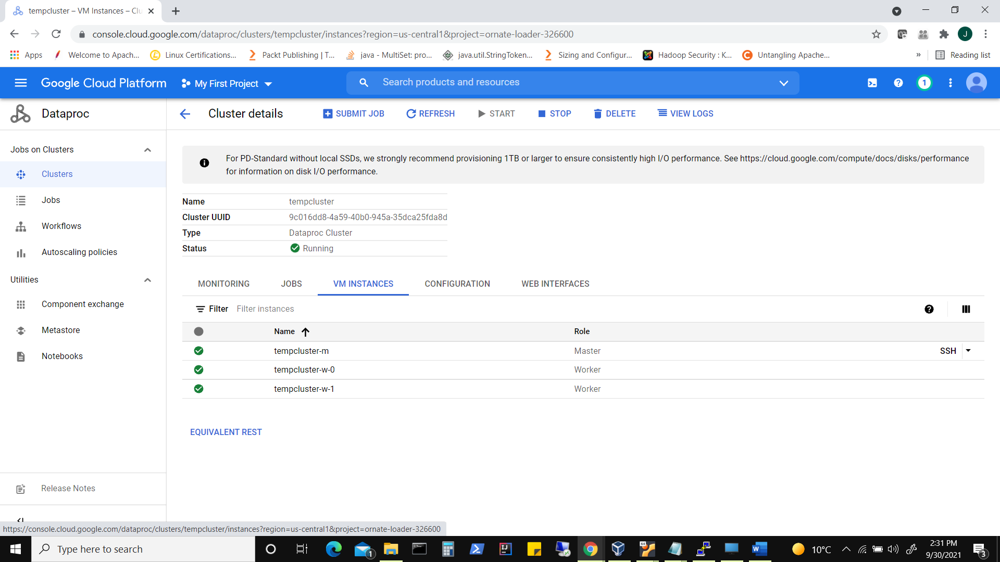 tempcluster – VM Instances – Clu
console.cloud.google.com/dataproc/clusters/tempcluster/instances?region=us-central1&project=ornate-loader-326600
J
Apps
Welcome to Apach...
Linux Certifications...
Packt Publishing | T...
java - MultiSet: pro...
java.util.StringToken...
Sizing and Configur...
Hadoop Security : K...
Untangling Apache...
»
Reading list
Google Cloud Platform
My First Project
Search products and resources
1
Dataproc
Cluster details
SUBMIT JOB
REFRESH
START
STOP
DELETE
VIEW LOGS
Jobs on Clusters
Clusters
Jobs
Workflows
Autoscaling policies
Utilities
Component exchange
Metastore
Notebooks
Release Notes
For PD-Standard without local SSDs, we strongly recommend provisioning 1TB or larger to ensure consistently high I/O performance. See https://cloud.google.com/compute/docs/disks/performance
for information on disk I/O performance.
Name tempcluster
Cluster UUID 9c016dd8-4a59-40b0-945a-35dca25fda8d
Type Dataproc Cluster
Status Running
MONITORING
JOBS
VM INSTANCES
CONFIGURATION
WEB INTERFACES
Filter Filter instances
Name Role
tempcluster-m Master SSH
tempcluster-w-0 Worker
tempcluster-w-1 Worker
EQUIVALENT REST
https://console.cloud.google.com/dataproc/clusters/tempcluster/instances?region=us-central1&project=ornate-loader-326600
Type here to search
1
IJ
64
W
10°C
2:31 PM
9/30/2021
3